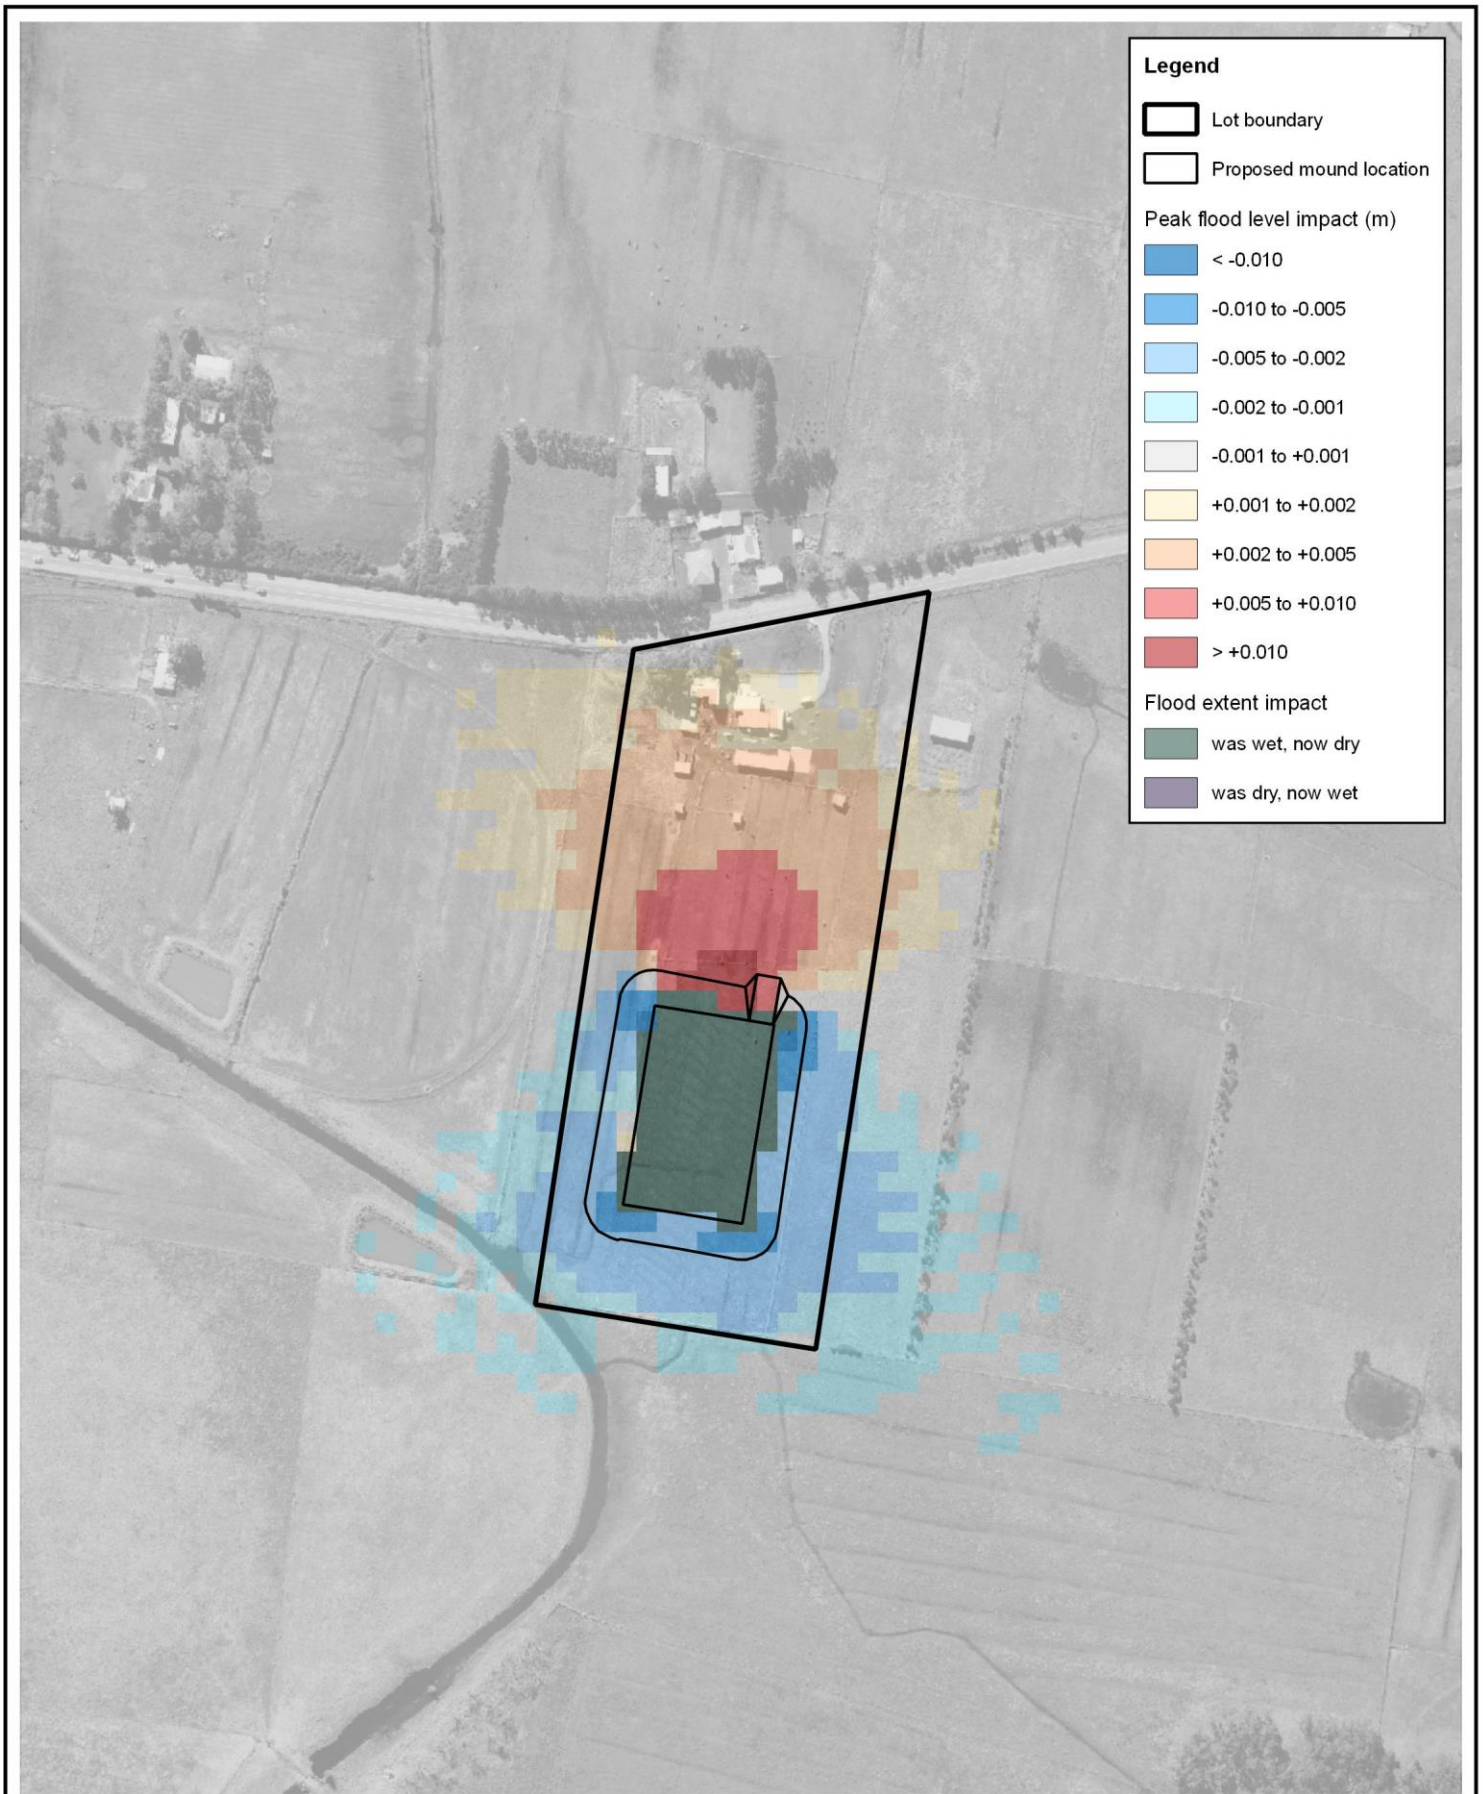 Legend
Lot boundary
Proposed mound location
Peak flood level impact (m)
< -0.010
-0.010 to -0.005
-0.005 to -0.002
-0.002 to -0.001
-0.001 to +0.001
+0.001 to +0.002
+0.002 to +0.005
+0.005 to +0.010
> +0.010
Flood extent impact
was wet, now dry
was dry, now wet